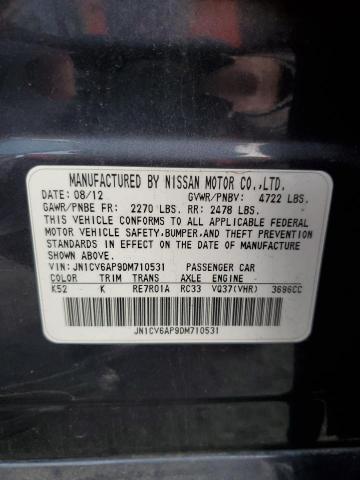 MANUFACTURED BY NISSAN MOTOR CO.,LTD.
DATE: 08/12 GVWR/PNBV: 4722 LBS.
GAWR/PNBE FR: 2270 LBS. RR: 2478 LBS.
THIS VEHICLE CONFORMS TO ALL APPLICABLE FEDERAL
MOTOR VEHICLE SAFETY,BUMPER,AND THEFT PREVENTION
STANDARDS IN EFFECT ON THE DATE OF MANUFACTURE
SHOWN ABOVE.
VIN:JN1CV6AP9DM710531 PASSENGER CAR
COLOR TRIM TRANS AXLE ENGINE
K52 K RE7R01A RC33 VQ37(VHR) 3696CC
JN1CV6AP9DM710531